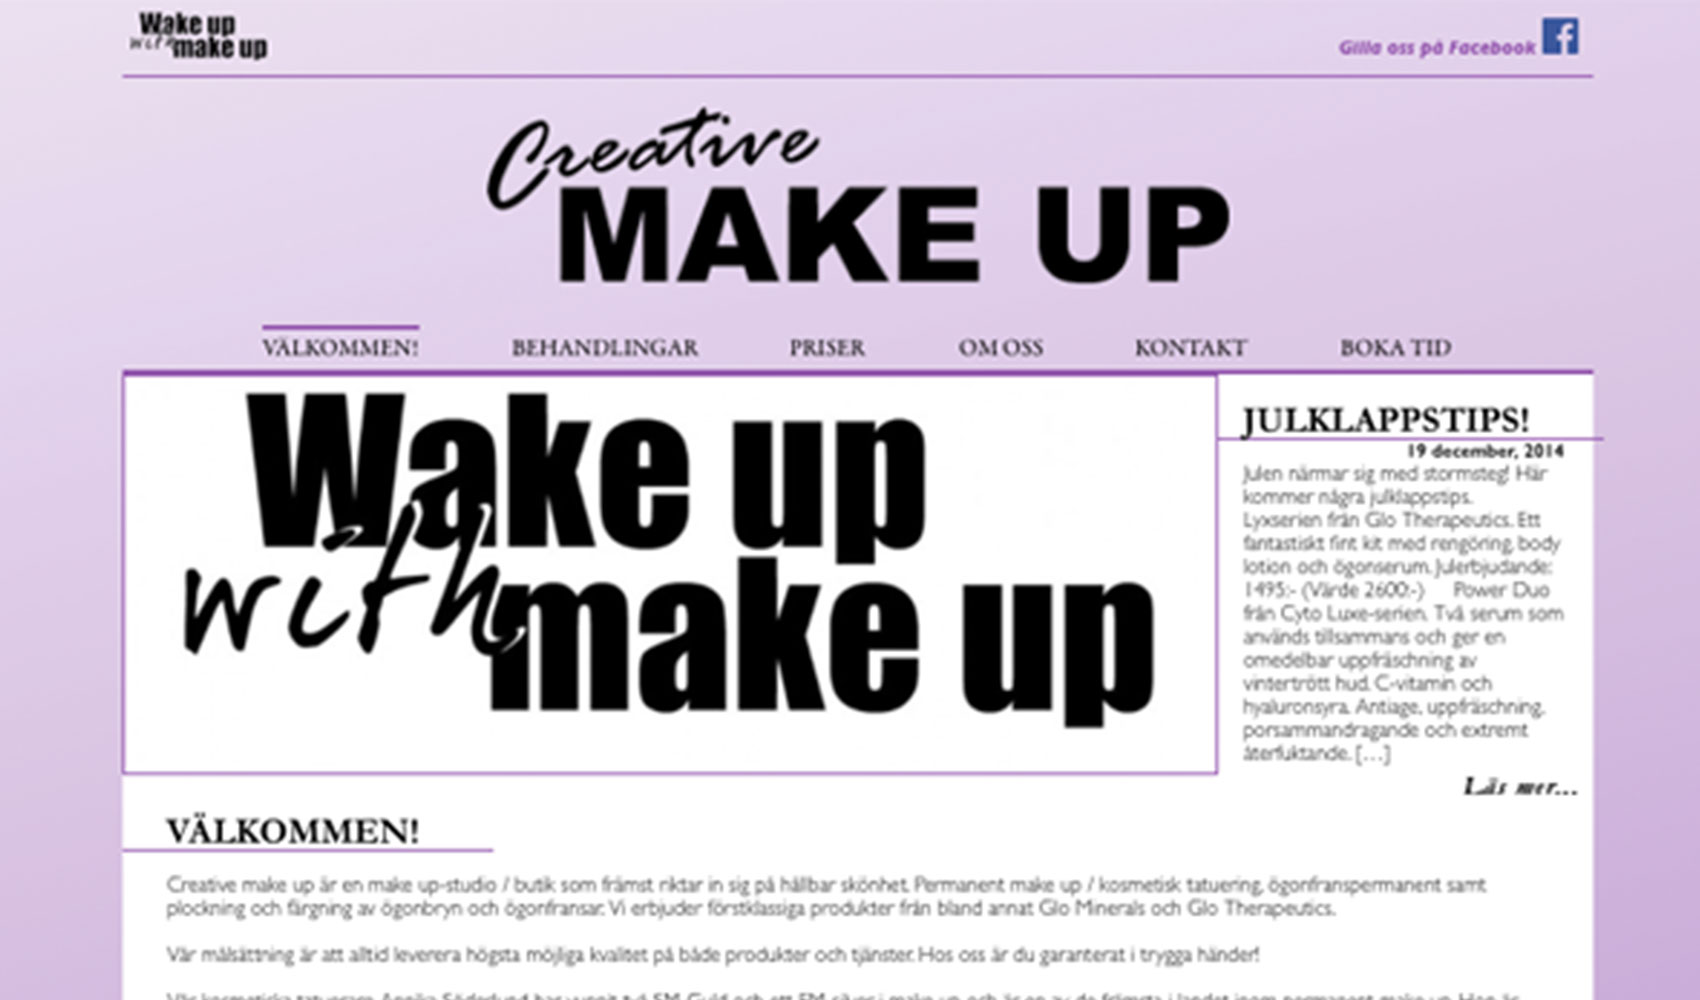 Wake up
with make up
Gilla oss på Facebook
Creative
MAKE UP
VÄLKOMMEN! BEHANDLINGAR PRISER OM OSS KONTAKT BOKA TID
Wake up
with make up
JULKLAPPSTIPS!
19 december, 2014
Julen närmar sig med stormsteg! Här
kommer några julklappstips.
Lyxserien från Glo Therapeutics. Ett
fantastiskt fint kit med rengöring, body
lotion och ögonserum. Julerbjudande:
1495:- (Värde 2600:-) Power Duo
från Cyto Luxe-serien. Två serum som
används tillsammans och ger en
omedelbar uppfräschning av
vintertrött hud. C-vitamin och
hyaluronsyra. Antiage, uppfräschning,
porsammandragande och extremt
återfuktande. […]
Läs mer...
VÄLKOMMEN!
Creative make up är en make up-studio / butik som främst riktar in sig på hållbar skönhet. Permanent make up / kosmetisk tatuering, ögonfranspermanent samt
plockning och färgning av ögonbryn och ögonfransar. Vi erbjuder förstklassiga produkter från bland annat Glo Minerals och Glo Therapeutics.
Vår målsättning är att alltid leverera högsta möjliga kvalitet på både produkter och tjänster. Hos oss är du garanterat i trygga händer!